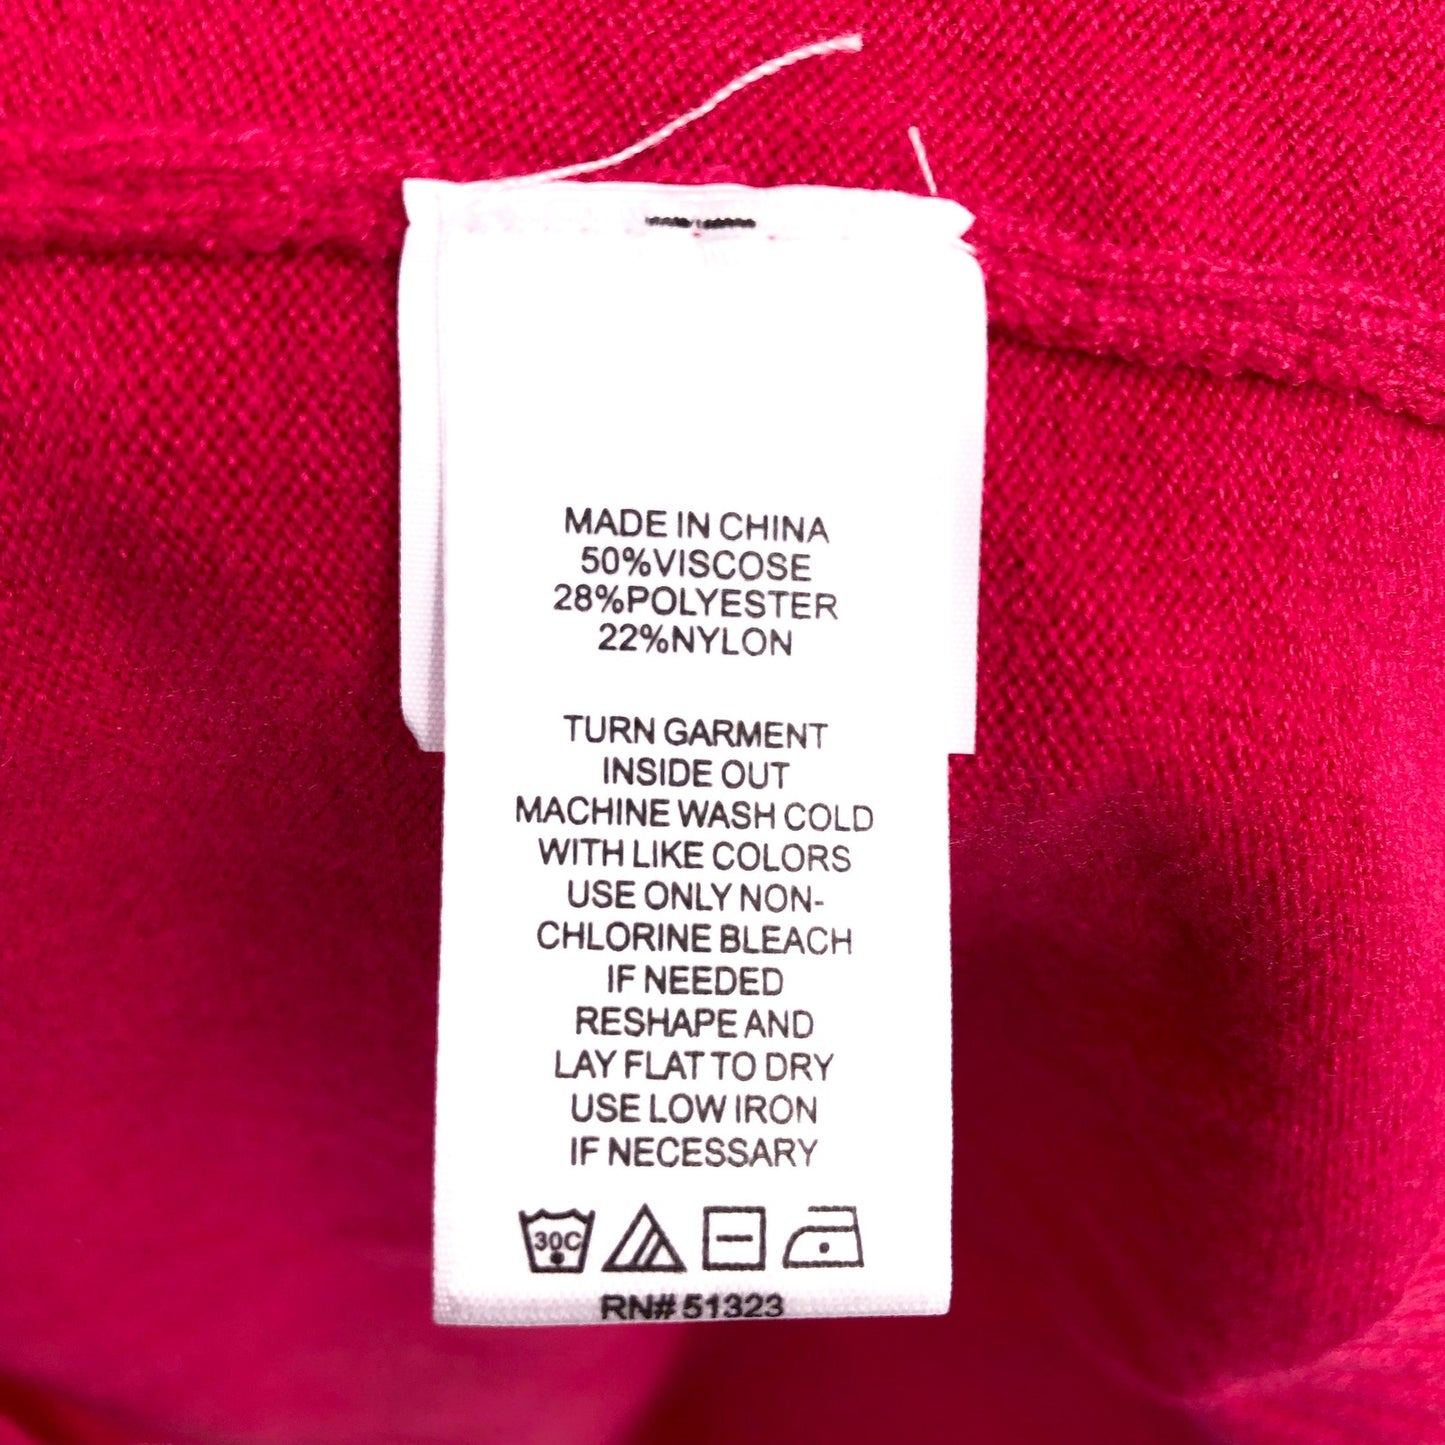 MADE IN CHINA
50%VISCOSE
28%POLYESTER
22%NYLON
TURN GARMENT
INSIDE OUT
MACHINE WASH COLD
WITH LIKE COLORS
USE ONLY NON-
CHLORINE BLEACH
IF NEEDED
RESHAPE AND
LAY FLAT TO DRY
USE LOW IRON
IF NECESSARY
30C
RN# 51323